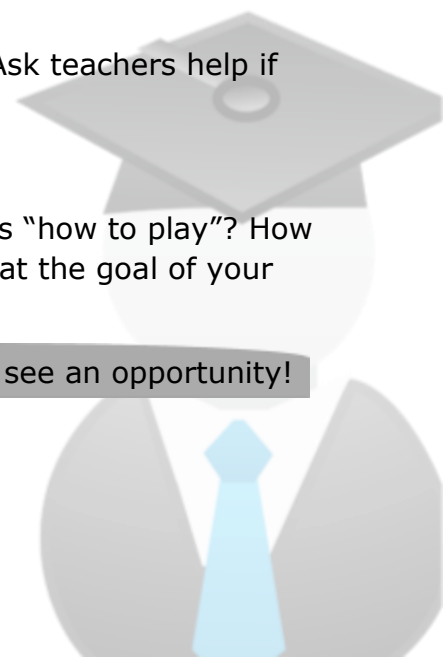 Ask teachers help if
s “how to play”? How
at the goal of your
see an opportunity!